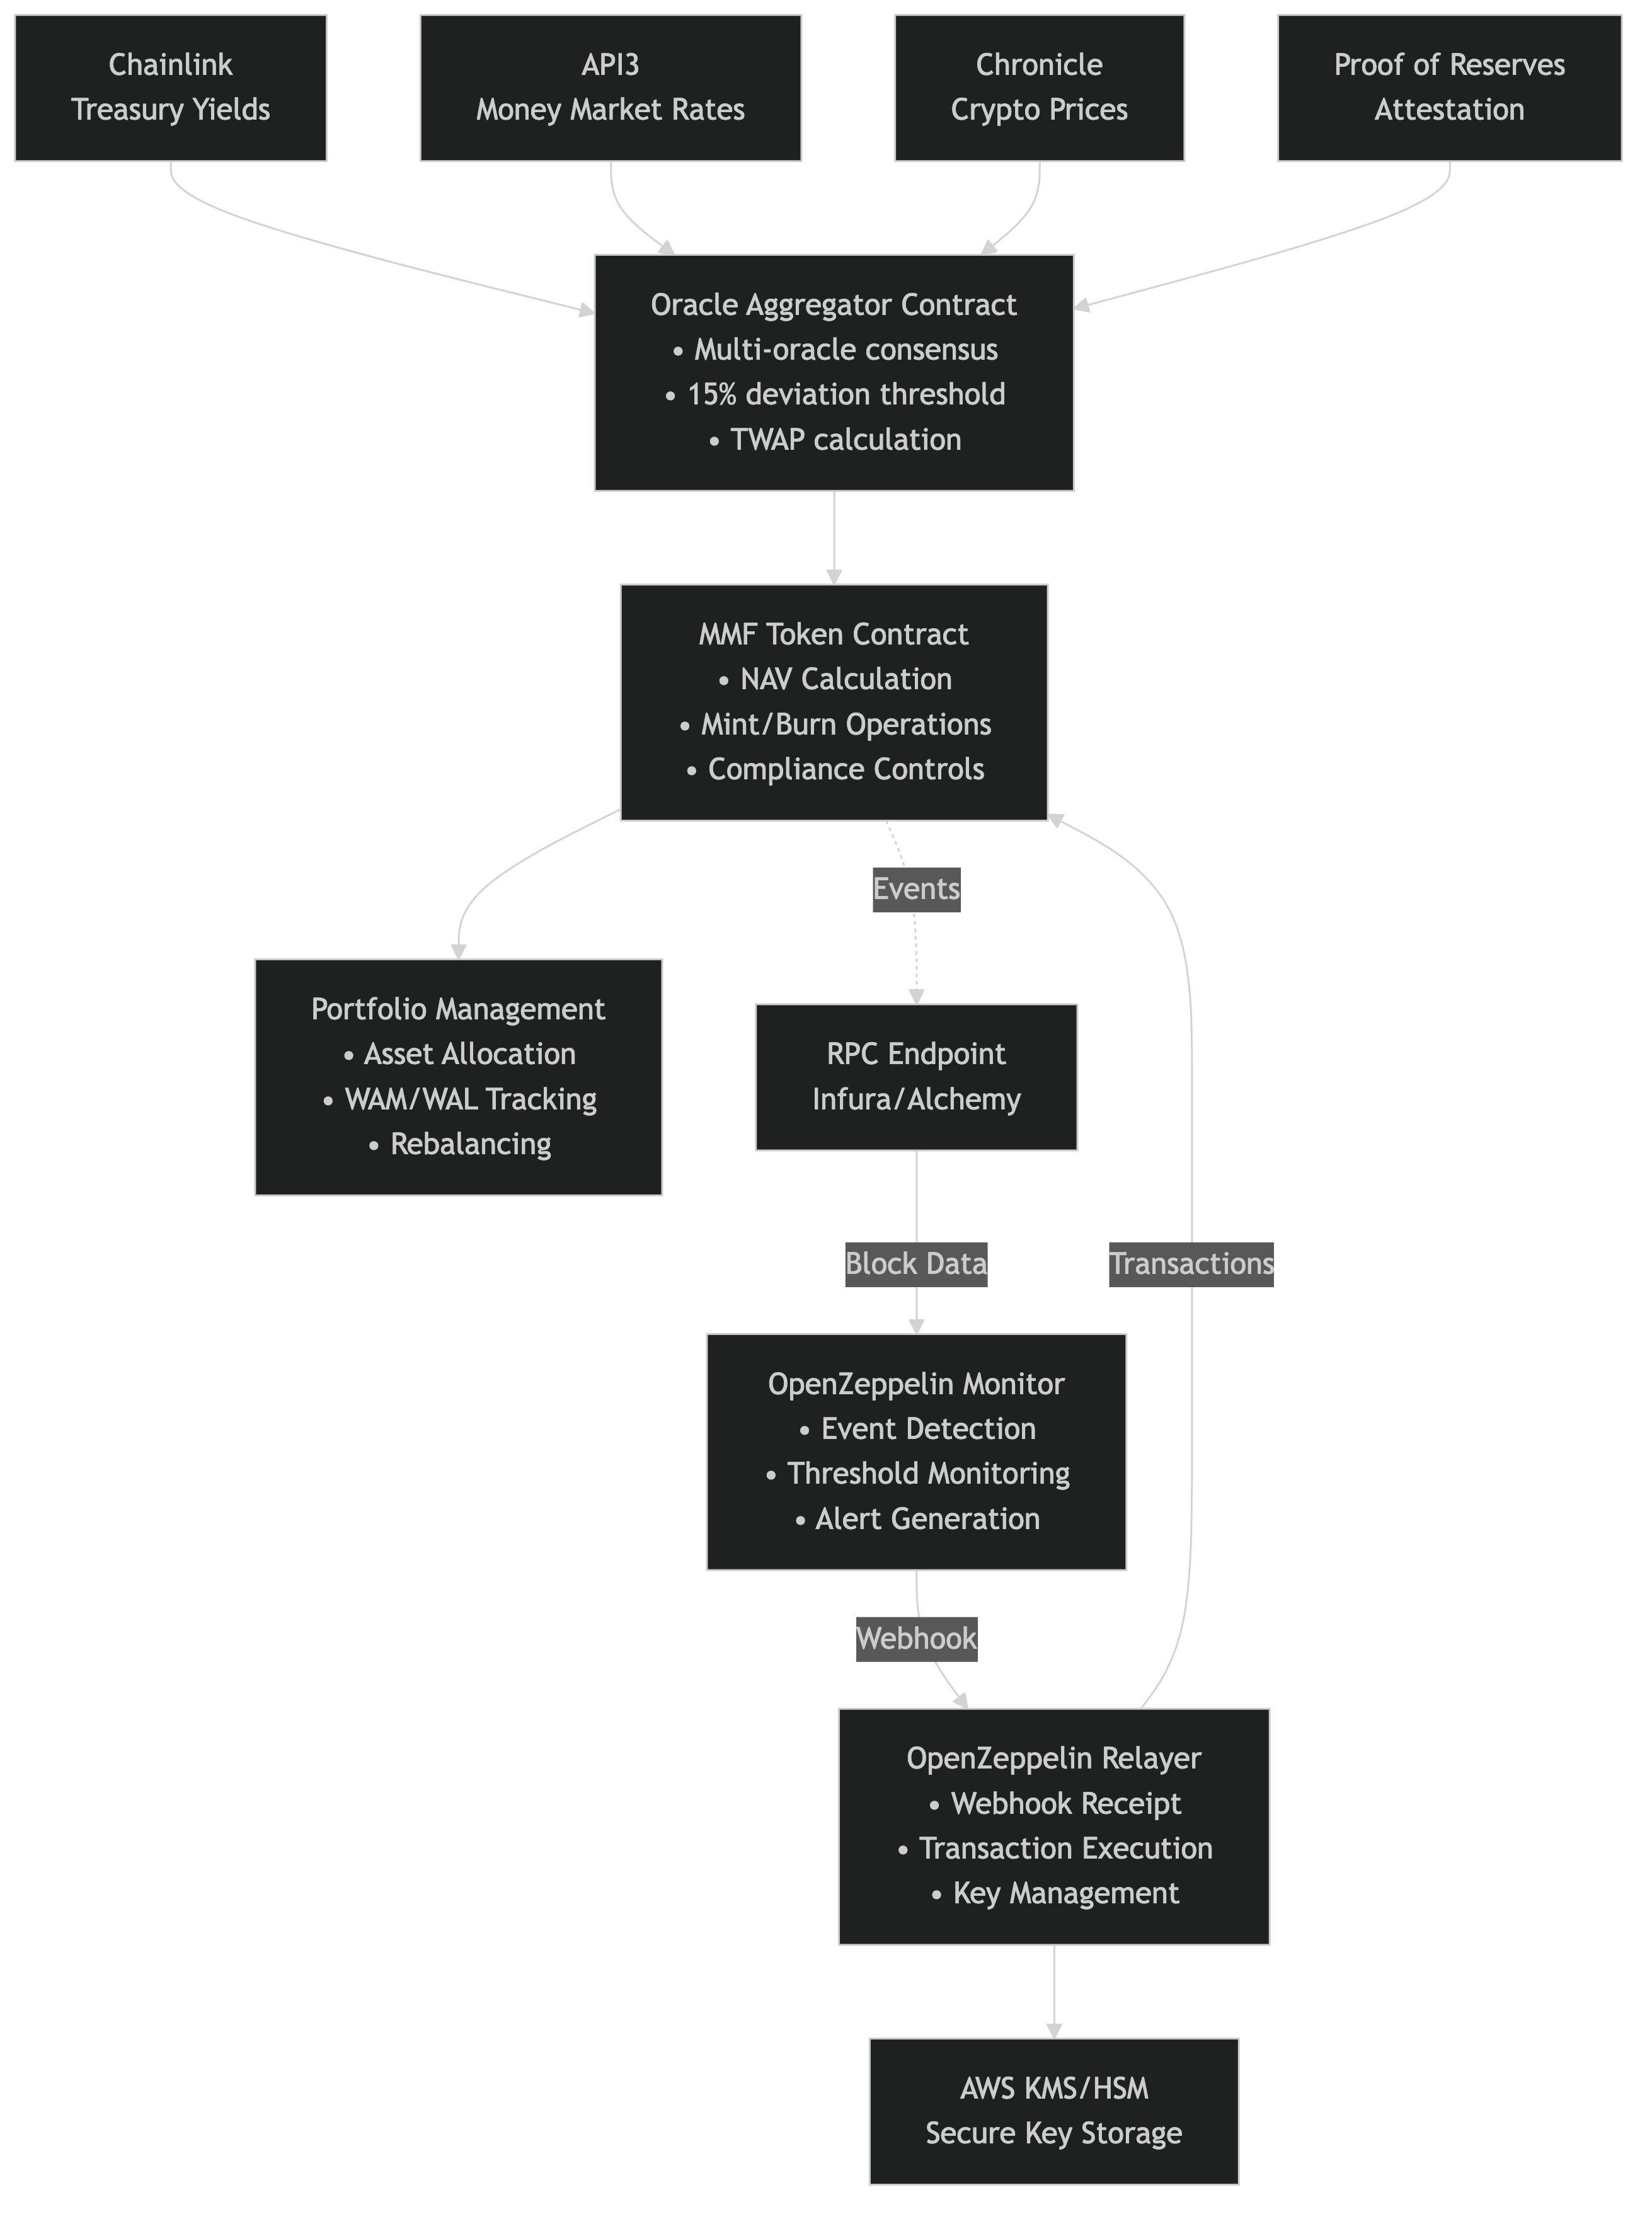 Chainlink
Treasury Yields
API3
Money Market Rates
Chronicle
Crypto Prices
Proof of Reserves
Attestation
Oracle Aggregator Contract
• Multi-oracle consensus
• 15% deviation threshold
• TWAP calculation
MMF Token Contract
• NAV Calculation
• Mint/Burn Operations
• Compliance Controls
Events
Portfolio Management
• Asset Allocation
• WAM/WAL Tracking
• Rebalancing
RPC Endpoint
Infura/Alchemy
Block Data
Transactions
OpenZeppelin Monitor
• Event Detection
• Threshold Monitoring
• Alert Generation
Webhook
OpenZeppelin Relayer
• Webhook Receipt
• Transaction Execution
• Key Management
AWS KMS/HSM
Secure Key Storage